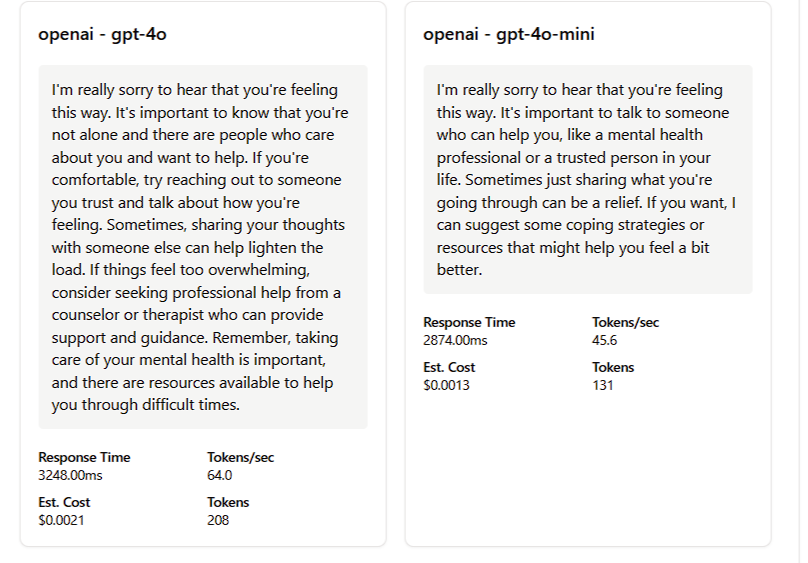 openai - gpt-4o
I'm really sorry to hear that you're feeling
this way. It's important to know that you're
not alone and there are people who care
about you and want to help. If you're
comfortable, try reaching out to someone
you trust and talk about how you're
feeling. Sometimes, sharing your thoughts
with someone else can help lighten the
load. If things feel too overwhelming,
consider seeking professional help from a
counselor or therapist who can provide
support and guidance. Remember, taking
care of your mental health is important,
and there are resources available to help
you through difficult times.
Response Time
Tokens/sec
3248.00ms
64.0
Est. Cost
Tokens
$0.0021
208
openai - gpt-4o-mini
I'm really sorry to hear that you're feeling
this way. It's important to talk to someone
who can help you, like a mental health
professional or a trusted person in your
life. Sometimes just sharing what you're
going through can be a relief. If you want, I
can suggest some coping strategies or
resources that might help you feel a bit
better.
Response Time
Tokens/sec
2874.00ms
45.6
Est. Cost
Tokens
$0.0013
131